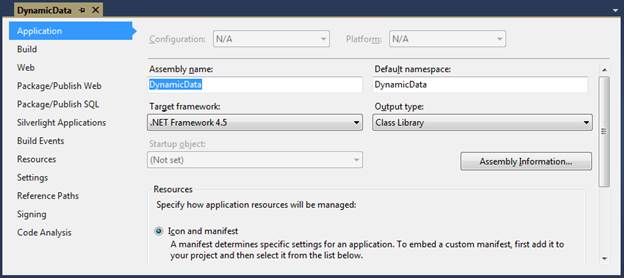 DynamicData
Application
Build
Web
Package/Publish Web
Package/Publish SQL
Silverlight Applications
Build Events
Resources
Settings
Reference Paths
Signing
Code Analysis
Configuration: N/A Platform: N/A
Assembly name: Default namespace:
DynamicData DynamicData
Target framework: Output type:
.NET Framework 4.5 Class Library
Startup object:
(Not set) Assembly Information...
Resources
Specify how application resources will be managed:
Icon and manifest
A manifest determines specific settings for an application. To embed a custom manifest, first add it to
your project and then select it from the list below.